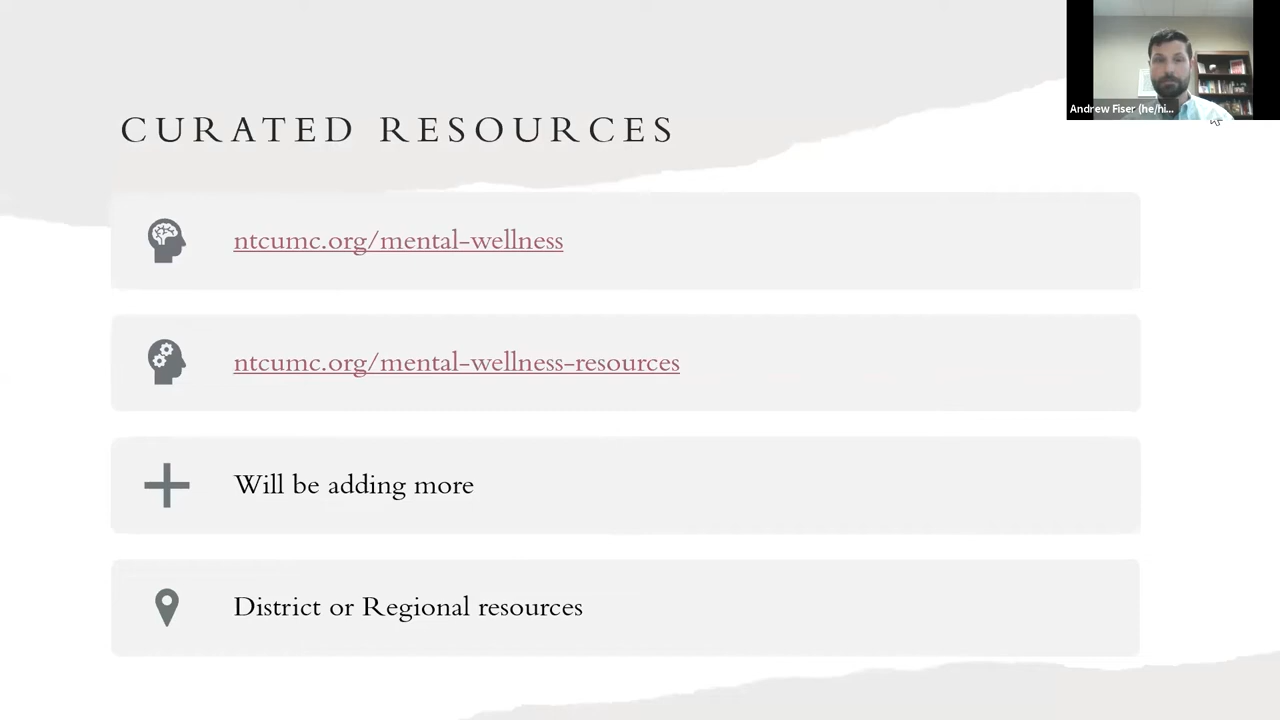 CURATED RESOURCES
Andrew Fiser (he/hi...
ntcumc.org/mental-wellness
ntcumc.org/mental-wellness-resources
Will be adding more
District or Regional resources